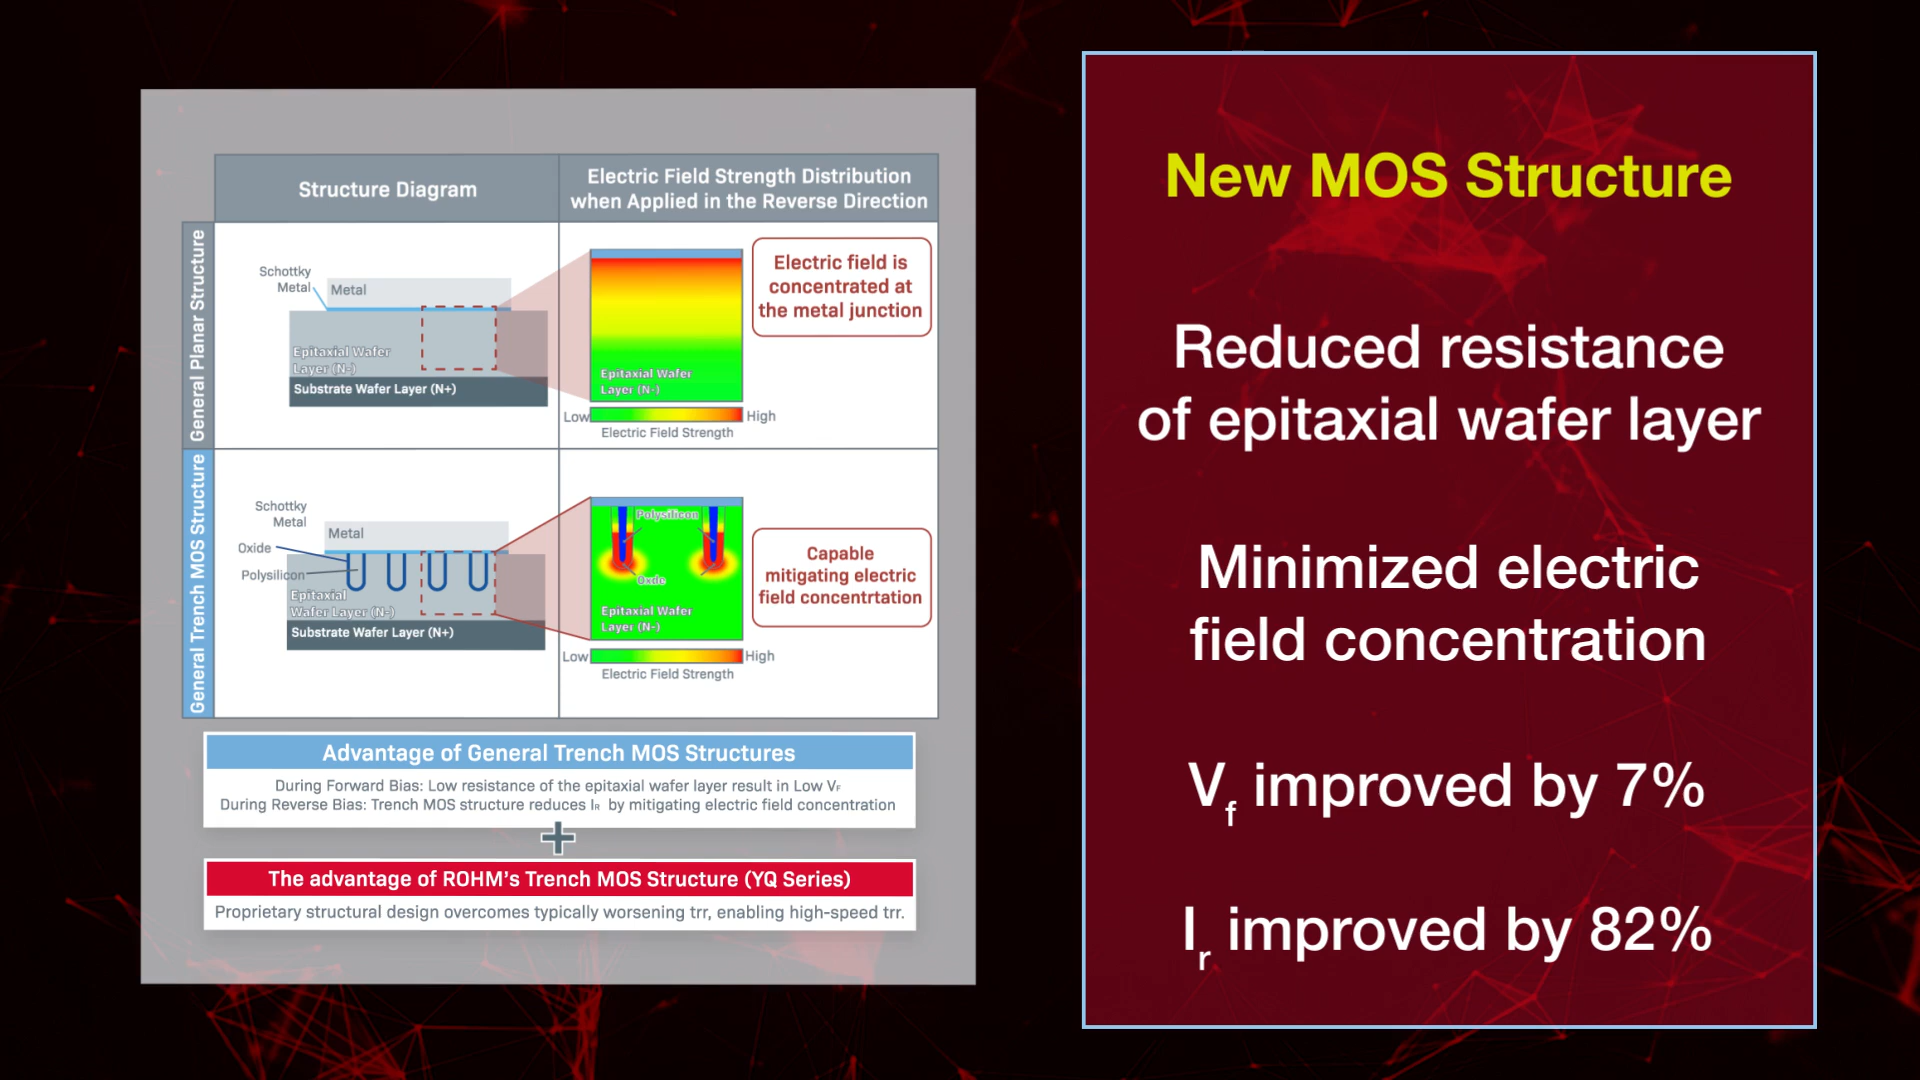 Structure Diagram
Electric Field Strength Distribution
when Applied in the Reverse Direction
General Planar Structure
Schottky
Metal
Metal
Epitaxial Wafer
Layer (N-)
Substrate Wafer Layer (N+)
Epitaxial Wafer
Layer (N-)
Low
High
Electric Field Strength
Electric field is
concentrated at
the metal junction
General Trench MOS Structure
Schottky
Metal
Metal
Oxide
Polysilicon
Epitaxial
Wafer Layer (N-)
Substrate Wafer Layer (N+)
Polysilicon
Oxde
Epitaxial Wafer
Layer (N-)
Low
High
Electric Field Strength
Capable
mitigating electric
field concentrtation
Advantage of General Trench MOS Structures
During Forward Bias: Low resistance of the epitaxial wafer layer result in Low VF
During Reverse Bias: Trench MOS structure reduces IR by mitigating electric field concentration
+
The advantage of ROHM's Trench MOS Structure (YQ Series)
Proprietary structural design overcomes typically worsening trr, enabling high-speed trr.
New MOS Structure
Reduced resistance
of epitaxial wafer layer
Minimized electric
field concentration
Vf improved by 7%
Ir improved by 82%